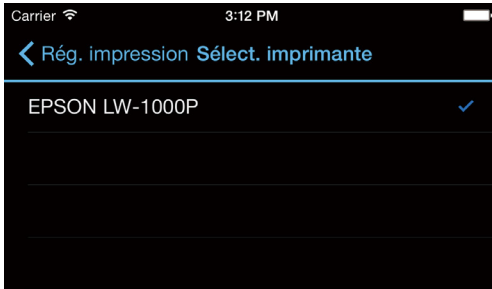 Carrier 3:12 PM
Rég. impression Sélect. imprimante
EPSON LW-1000P